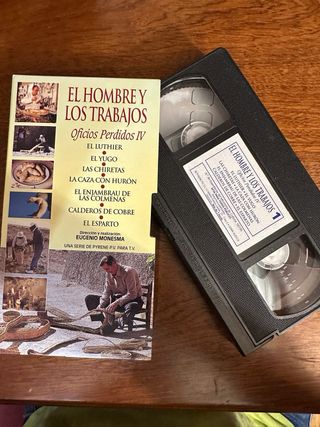 EL HOMBRE Y
LOS TRABAJOS
Oficios Perdidos IV
EL LUTHIER
EL YUGO
LAS CHIRETAS
LA CAZA CON HURÓN
EL ENJAMBRAU DE
LAS COLMENAS
CALDEROS DE COBRE
EL ESPARTO
Dirección y realización:
EUGENIO MONESMA
UNA SERIE DE PYRENE P.V. PARA T.V.
EL HOMBRE Y LOS TRABAJOS
1